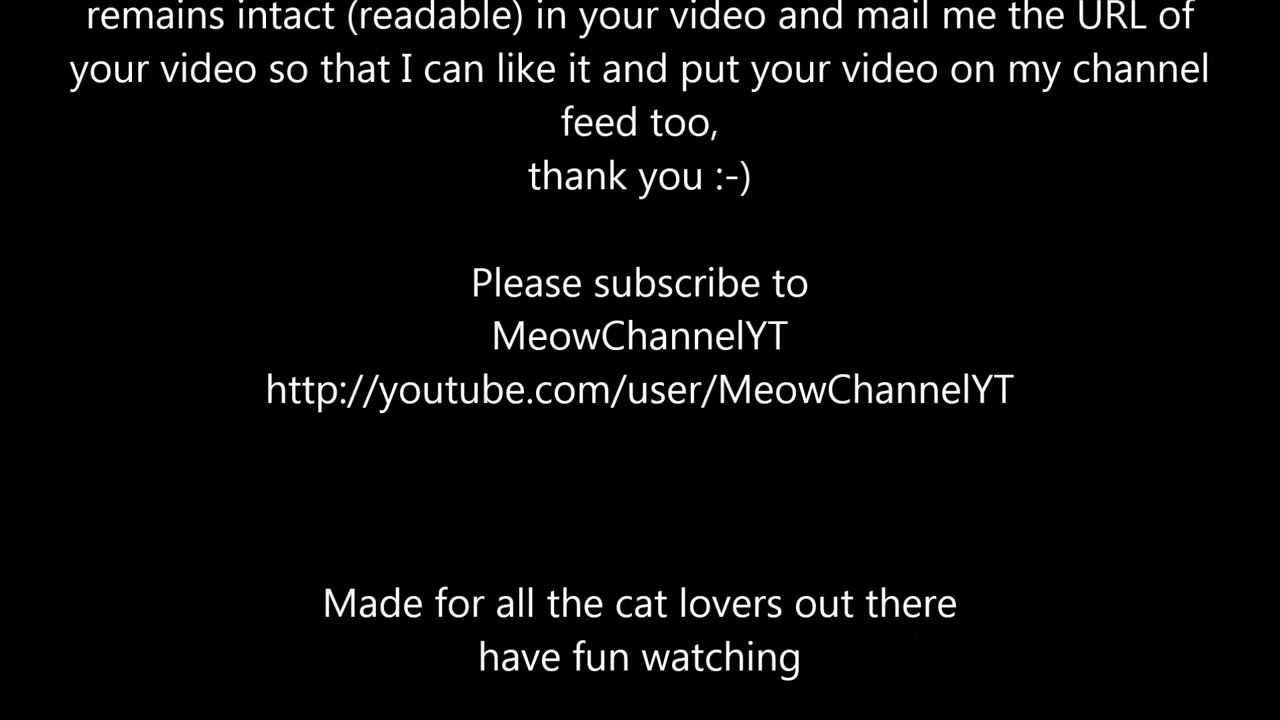 remains intact (readable) in your video and mail me the URL of
your video so that I can like it and put your video on my channel
feed too,
thank you :-)
Please subscribe to
MeowChannelYT
http://youtube.com/user/MeowChannelYT
Made for all the cat lovers out there
have fun watching